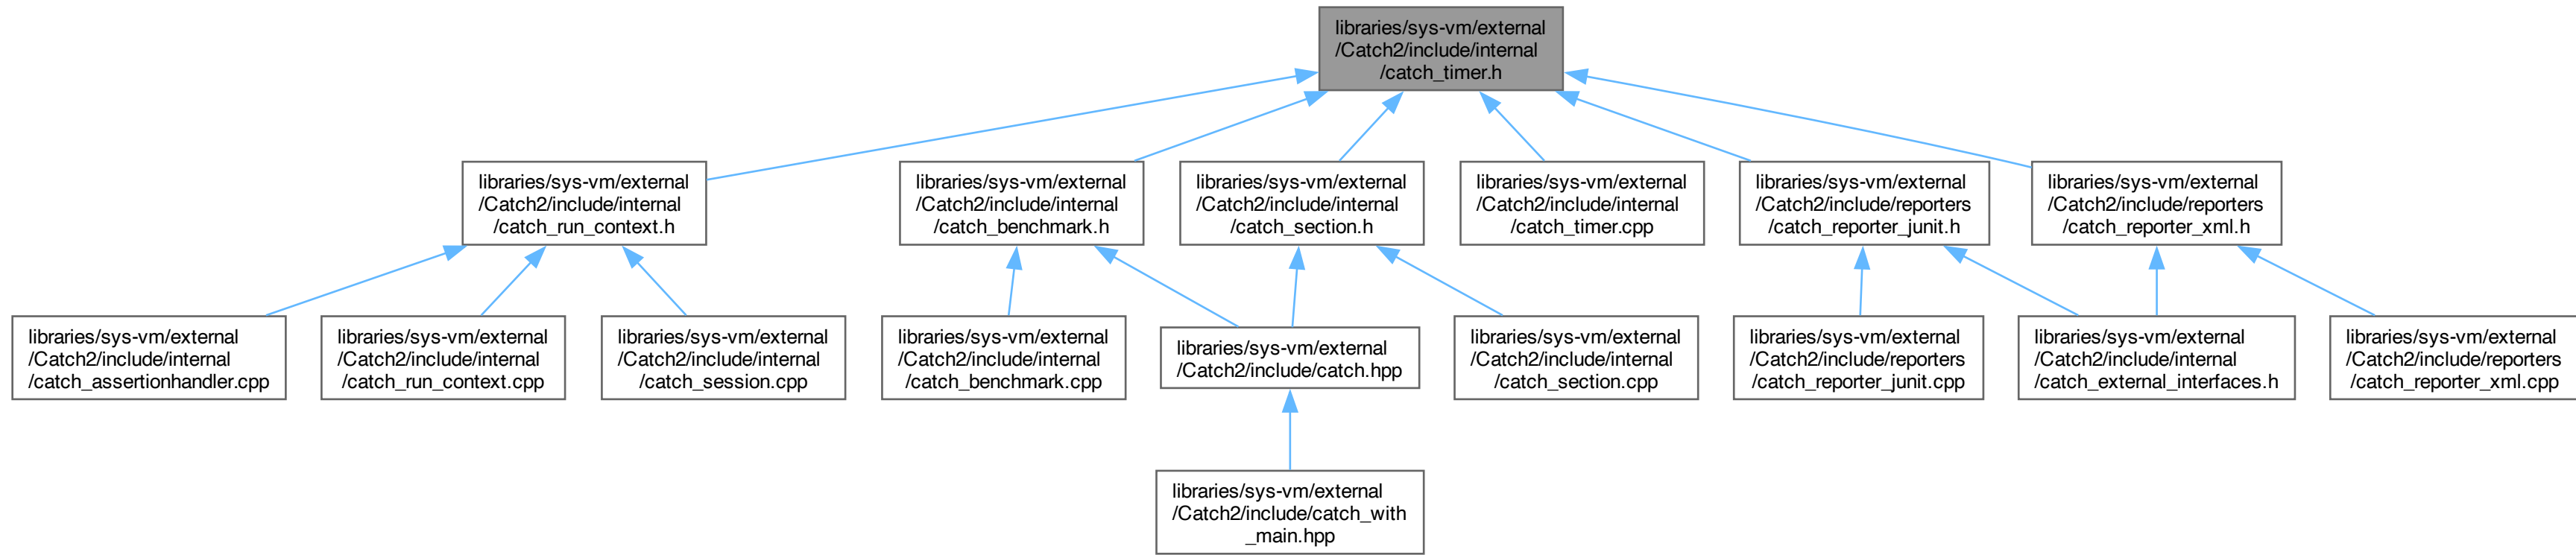 libraries/sys-vm/external
/Catch2/include/internal
/catch_timer.h
libraries/sys-vm/external
/Catch2/include/internal
/catch_run_context.h
libraries/sys-vm/external
/Catch2/include/internal
/catch_benchmark.h
libraries/sys-vm/external
/Catch2/include/internal
/catch_section.h
libraries/sys-vm/external
/Catch2/include/internal
/catch_timer.cpp
libraries/sys-vm/external
/Catch2/include/reporters
/catch_reporter_junit.h
libraries/sys-vm/external
/Catch2/include/reporters
/catch_reporter_xml.h
libraries/sys-vm/external
/Catch2/include/internal
/catch_assertionhandler.cpp
libraries/sys-vm/external
/Catch2/include/internal
/catch_run_context.cpp
libraries/sys-vm/external
/Catch2/include/internal
/catch_session.cpp
libraries/sys-vm/external
/Catch2/include/internal
/catch_benchmark.cpp
libraries/sys-vm/external
/Catch2/include/catch.hpp
libraries/sys-vm/external
/Catch2/include/internal
/catch_section.cpp
libraries/sys-vm/external
/Catch2/include/reporters
/catch_reporter_junit.cpp
libraries/sys-vm/external
/Catch2/include/internal
/catch_external_interfaces.h
libraries/sys-vm/external
/Catch2/include/reporters
/catch_reporter_xml.cpp
libraries/sys-vm/external
/Catch2/include/catch_with
_main.hpp